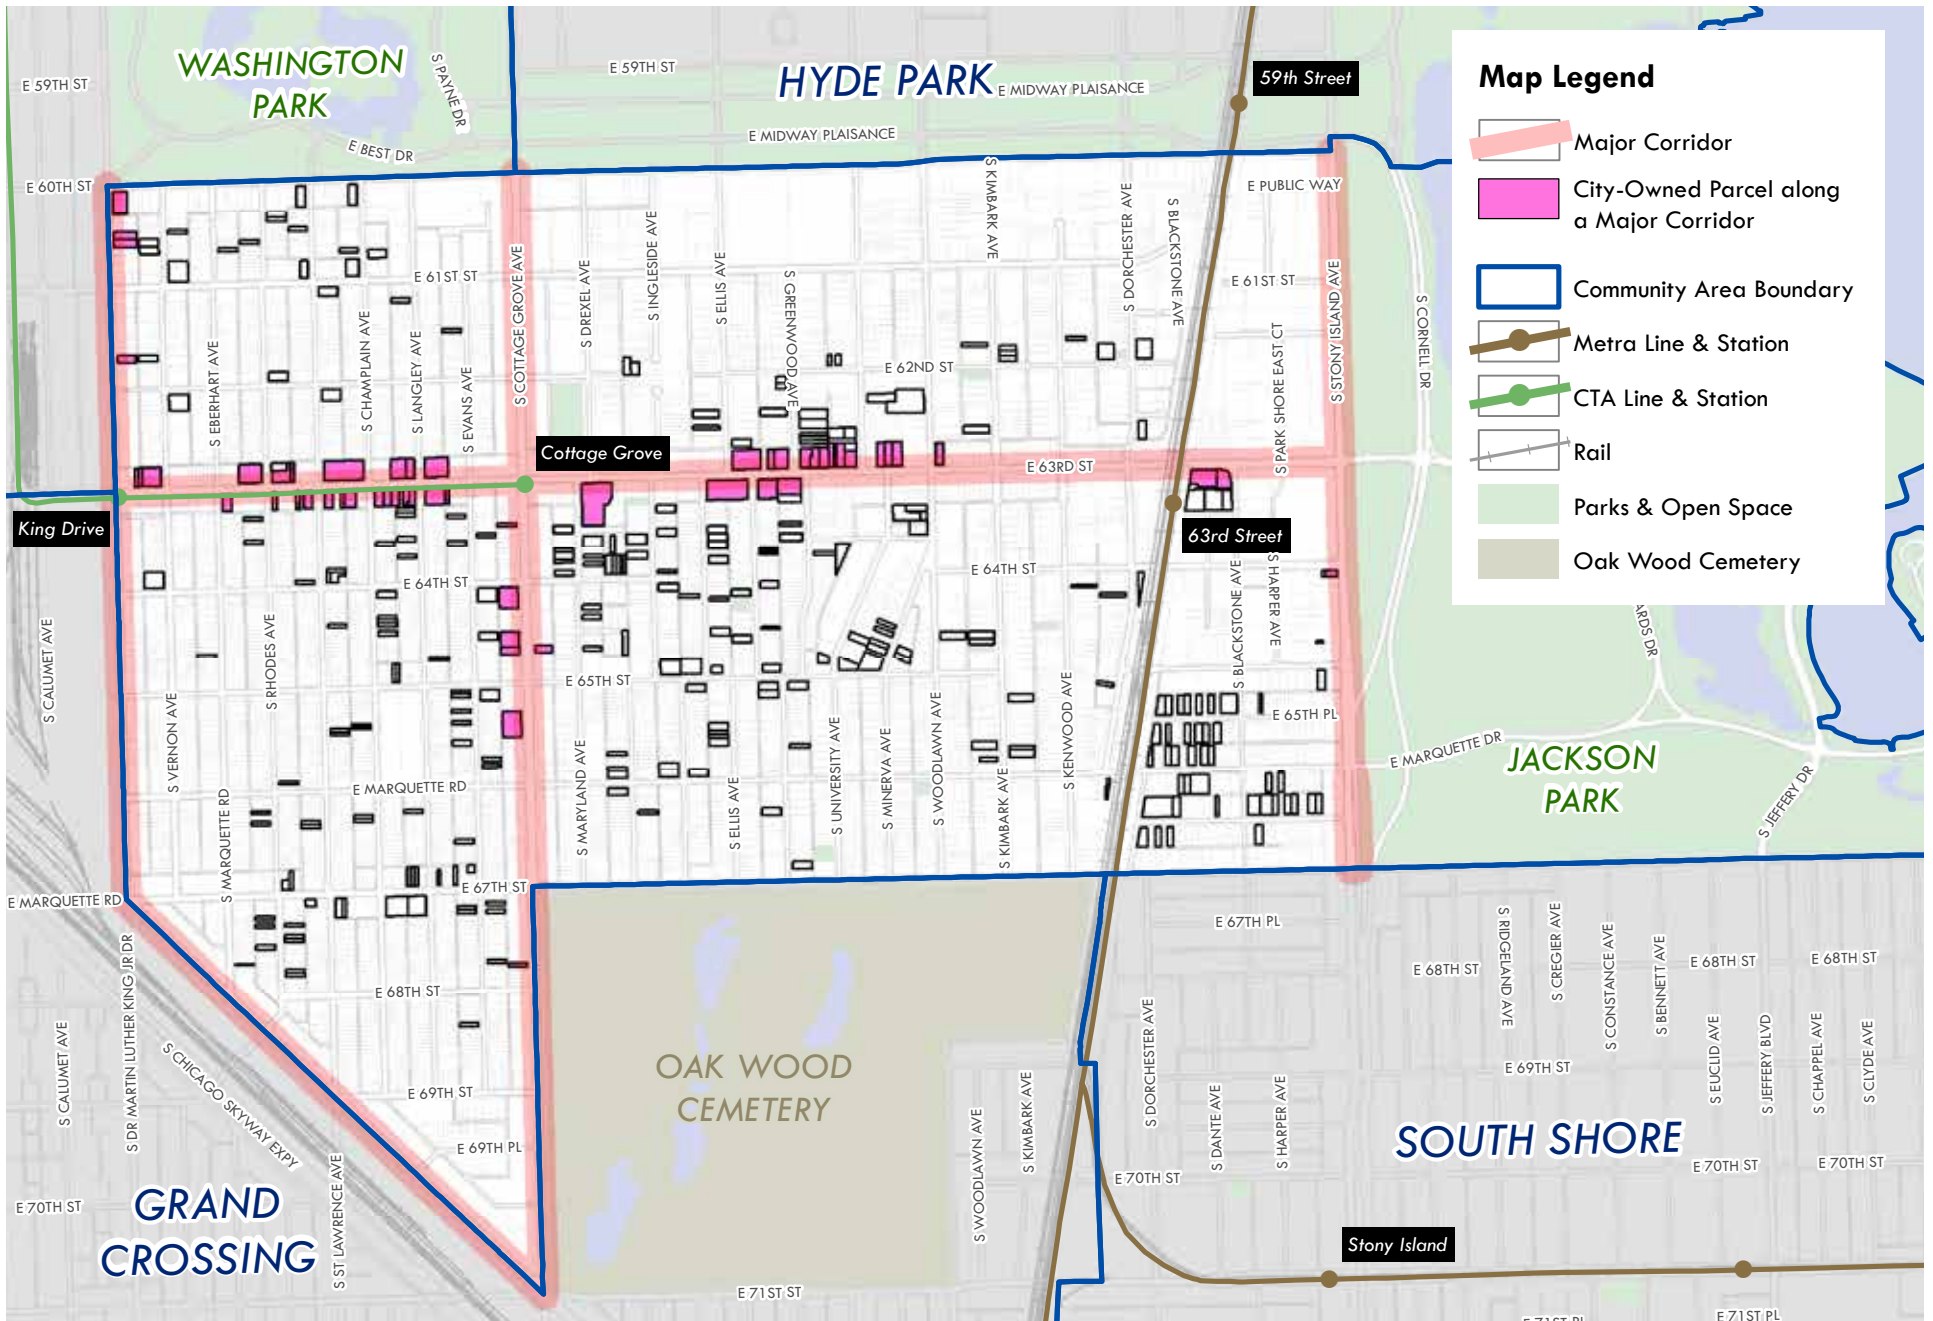 WASHINGTON
PARK
S PAYNE DR
E 59TH ST
E 59TH ST
HYDE PARK
E MIDWAY PLAISANCE
E MIDWAY PLAISANCE
59th Street
E BEST DR
E 60TH ST
S KIMBARK AVE
E PUBLIC WAY
Map Legend
Major Corridor
City-Owned Parcel along
a Major Corridor
Community Area Boundary
Metra Line & Station
CTA Line & Station
Rail
Parks & Open Space
Oak Wood Cemetery
S DORCHESTER AVE
S BLACKSTONE AVE
S INGLESIDE AVE
S DREXEL AVE
S ELLIS AVE
S GREENWOOD AVE
S COTTAGE GROVE AVE
E 61ST ST
E 61ST ST
S STONY ISLAND AVE
S CORNELL DR
S PARK SHORE EAST CT
S EBERHART AVE
S CHAMPLAIN AVE
S LANGLEY AVE
S EVANS AVE
E 62ND ST
Cottage Grove
E 63RD ST
King Drive
63rd Street
E 64TH ST
E 64TH ST
S BLACKSTONE AVE
S HARPER AVE
S CALUMET AVE
S RHODES AVE
S VERNON AVE
E 65TH ST
E 65TH PL
S KENWOOD AVE
S MARYLAND AVE
S ELLIS AVE
S UNIVERSITY AVE
S MINERVA AVE
S WOODLAWN AVE
S KIMBARK AVE
E MARQUETTE DR
JACKSON
PARK
S JEFFERY DR
ARDS DR
E MARQUETTE RD
S MARQUETTE RD
E MARQUETTE RD
E 67TH ST
E 67TH PL
S DR MARTIN LUTHER KING JR DR
E 68TH ST
E 68TH ST
E 68TH ST
E 68TH ST
S RIDGELAND AVE
S CREGIER AVE
S CONSTANCE AVE
S BENNETT AVE
S EUCLID AVE
S JEFFERY BLVD
S CHAPPEL AVE
S CLYDE AVE
S CALUMET AVE
S CHICAGO SKYWAY EXPY
E 69TH ST
E 69TH ST
E 69TH PL
OAK WOOD
CEMETERY
S WOODLAWN AVE
S KIMBARK AVE
S DORCHESTER AVE
S DANTE AVE
S HARPER AVE
SOUTH SHORE
E 70TH ST
E 70TH ST
E 70TH ST
E 70TH ST
GRAND
CROSSING
S ST LAWRENCE AVE
Stony Island
E 71ST ST
E 71ST PL
E 71ST PL